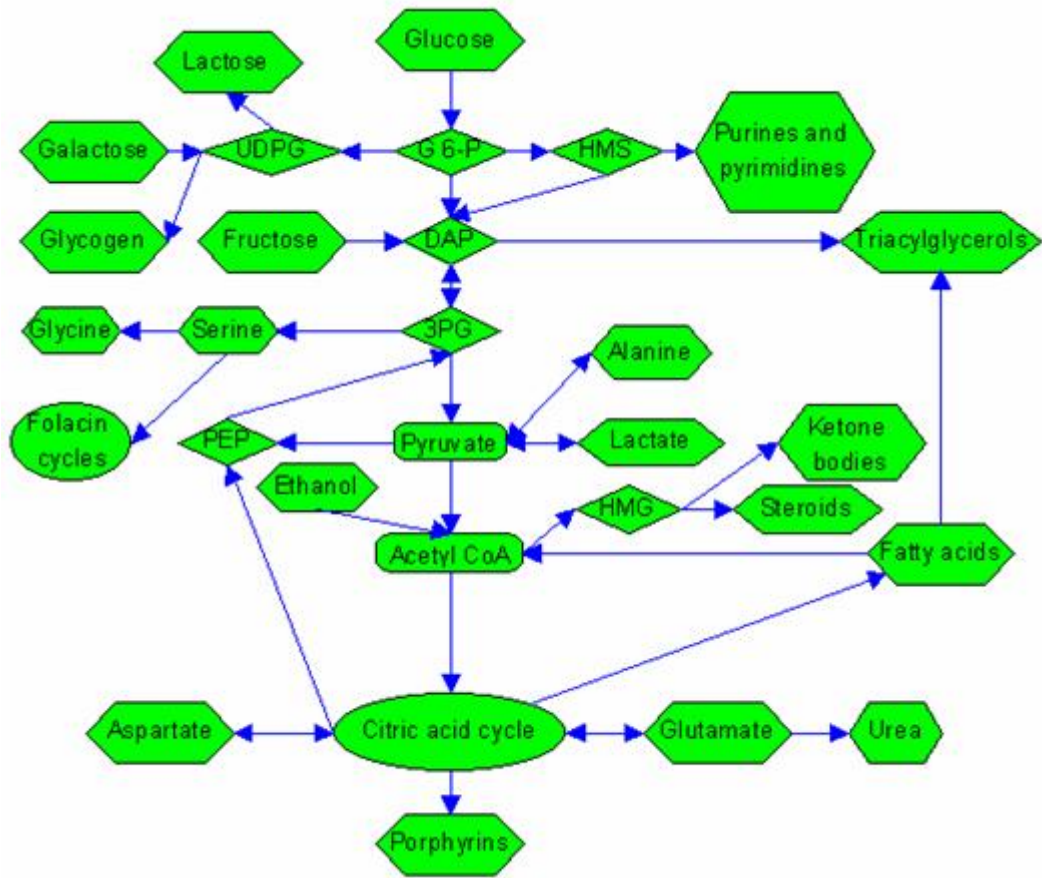 Glucose
Lactose
Galactose
UDPG
G 6-P
HMS
Purines and
pyrimidines
Glycogen
Fructose
DAP
Triacylglycerols
Glycine
Serine
3PG
Alanine
Folacin
cycles
PEP
Pyruvate
Lactate
Ketone
bodies
Ethanol
HMG
Steroids
Acetyl CoA
Fatty acids
Aspartate
Citric acid cycle
Glutamate
Urea
Porphyrins